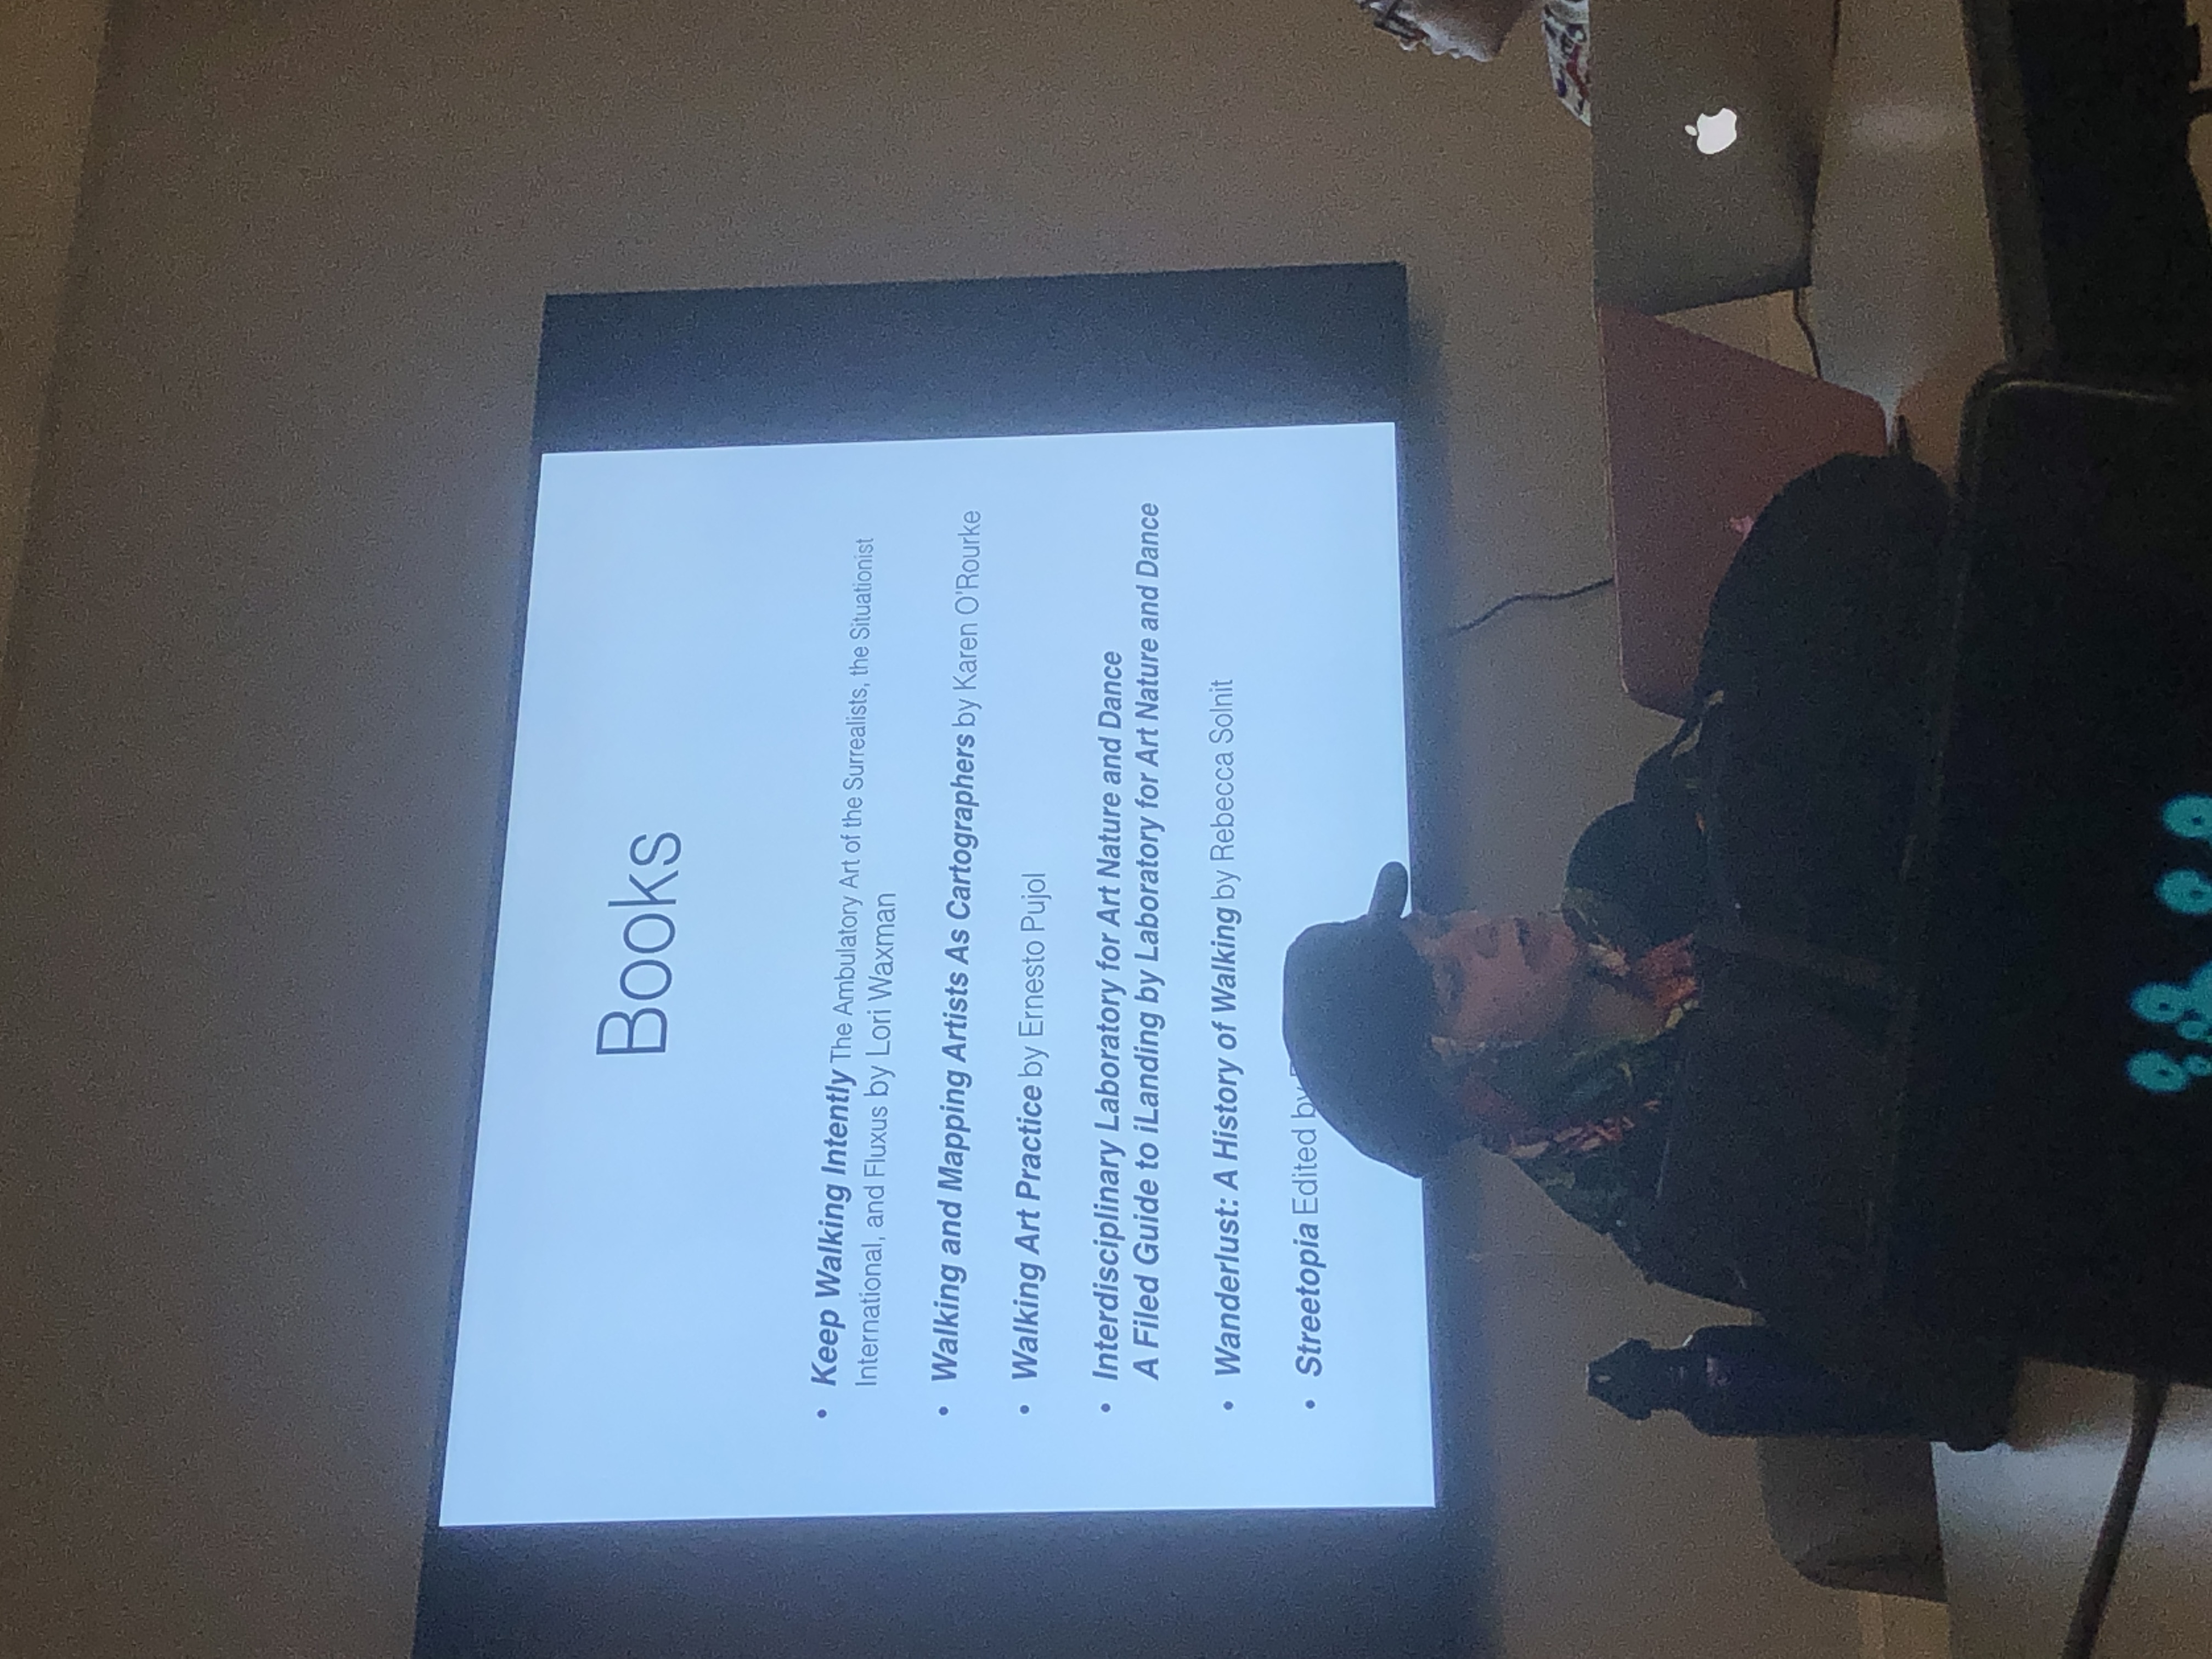 Books
• Keep Walking Intently The Ambulatory Art of the Surrealists, the Situationist
International, and Fluxus by Lori Waxman
• Walking and Mapping Artists As Cartographers by Karen O'Rourke
• Walking Art Practice by Ernesto Pujol
• Interdisciplinary Laboratory for Art Nature and Dance
A Filed Guide to iLanding by Laboratory for Art Nature and Dance
• Wanderlust: A History of Walking by Rebecca Solnit
• Streetopia Edited by